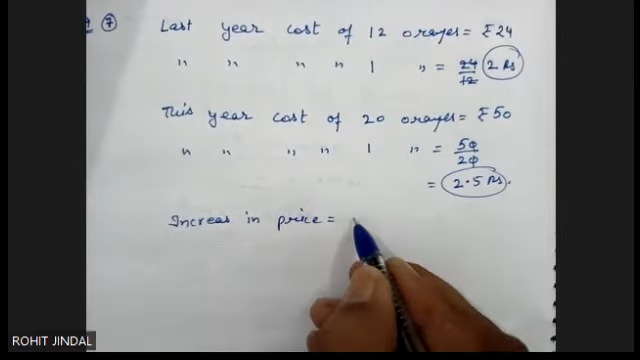 ⑦ Last year cost of 12 oranges = ₹24
" " " " 1 " = 24/12 2 Rs
This year cost of 20 oranges = ₹50
" " " " 1 " = 50/20
= 2.5 Rs.
Increas in price =
ROHIT JINDAL